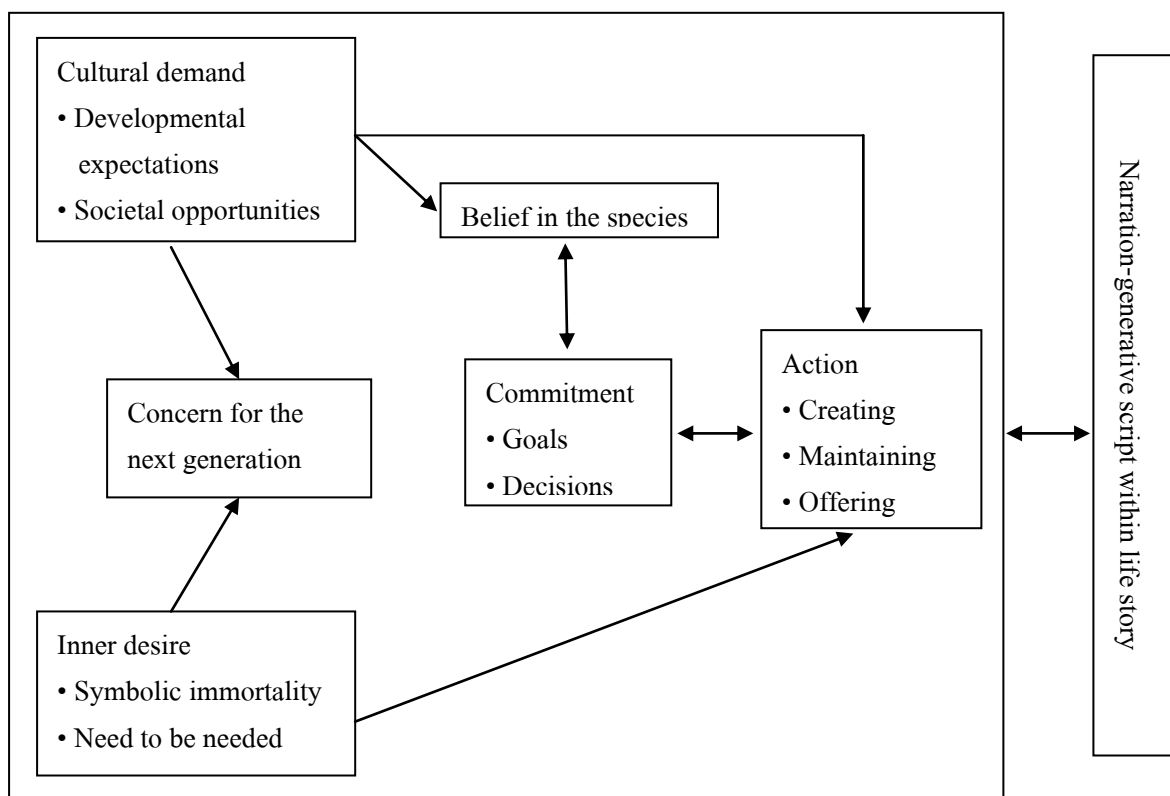 Cultural demand
• Developmental
expectations
• Societal opportunities
Belief in the species
Concern for the
next generation
Commitment
• Goals
• Decisions
Action
• Creating
• Maintaining
• Offering
Inner desire
• Symbolic immortality
• Need to be needed
Narration-generative script within life story